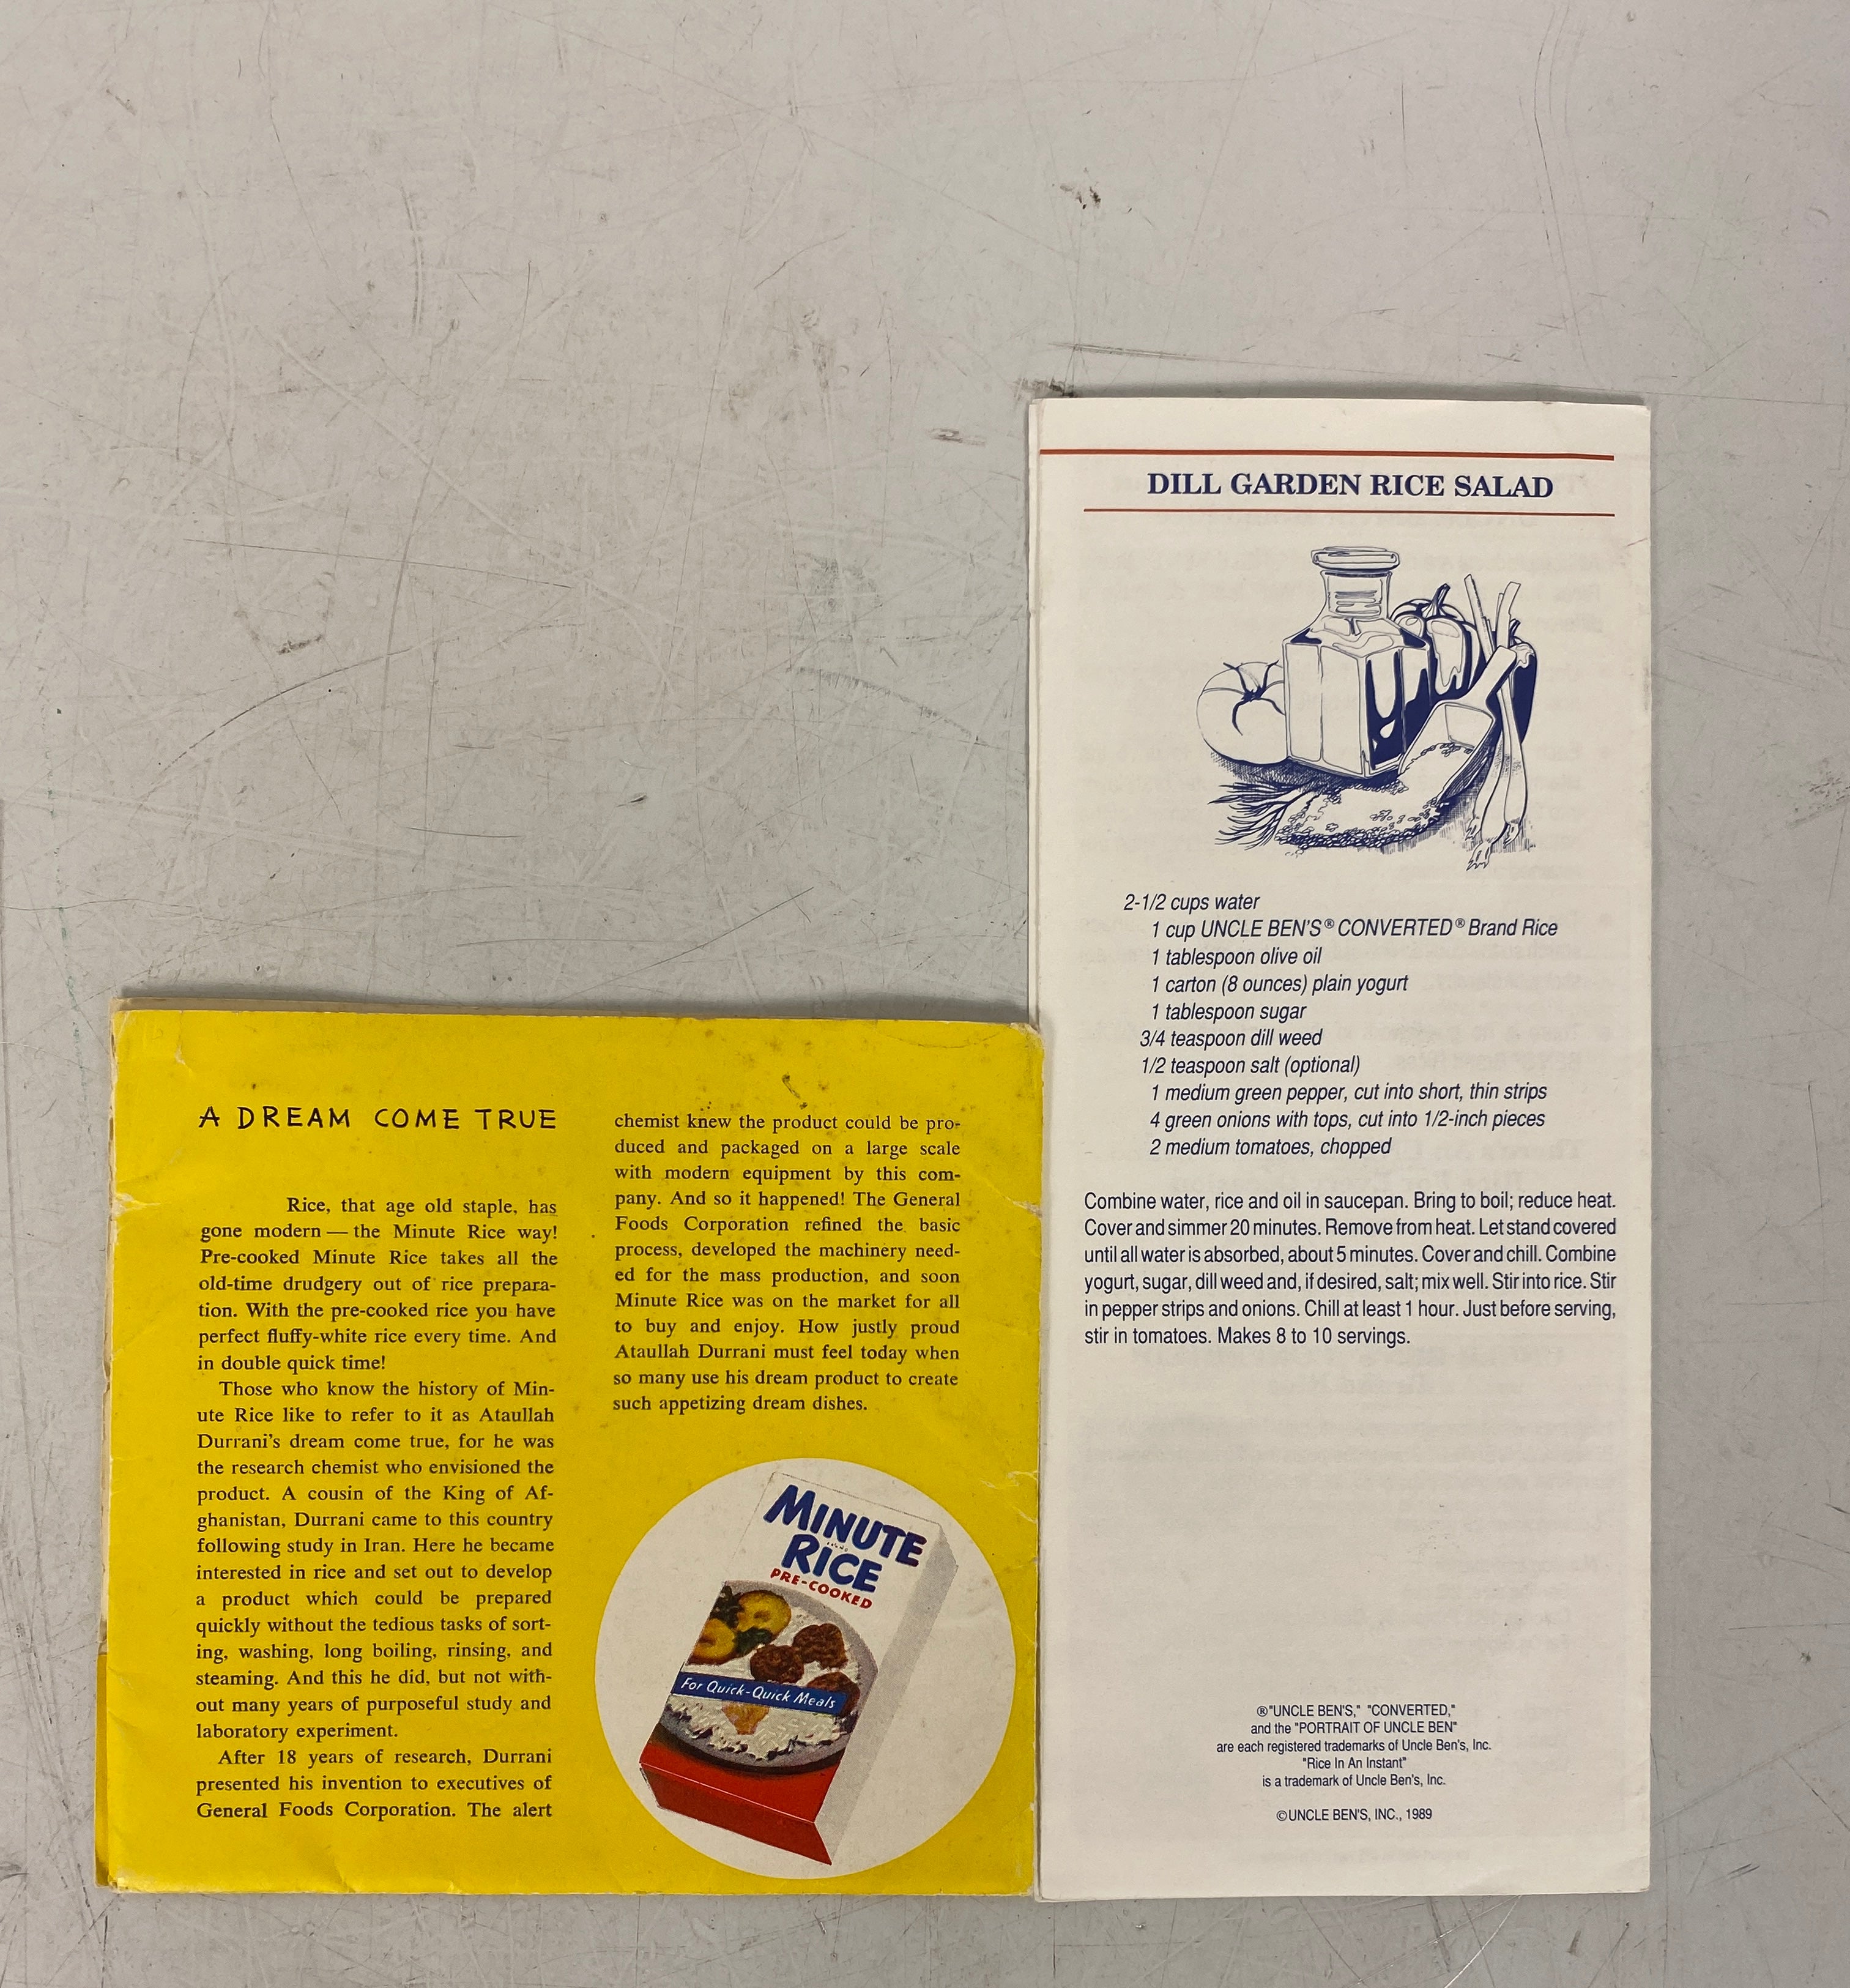 A DREAM COME TRUE
Rice, that age old staple, has
gone modern — the Minute Rice way!
Pre-cooked Minute Rice takes all the
old-time drudgery out of rice prepara-
tion. With the pre-cooked rice you have
perfect fluffy-white rice every time. And
in double quick time!
Those who know the history of Min-
ute Rice like to refer to it as Ataullah
Durrani's dream come true, for he was
the research chemist who envisioned the
product. A cousin of the King of Af-
ghanistan, Durrani came to this country
following study in Iran. Here he became
interested in rice and set out to develop
a product which could be prepared
quickly without the tedious tasks of sort-
ing, washing, long boiling, rinsing, and
steaming. And this he did, but not with-
out many years of purposeful study and
laboratory experiment.
After 18 years of research, Durrani
presented his invention to executives of
General Foods Corporation. The alert
chemist knew the product could be pro-
duced and packaged on a large scale
with modern equipment by this com-
pany. And so it happened! The General
Foods Corporation refined the basic
process, developed the machinery need-
ed for the mass production, and soon
Minute Rice was on the market for all
to buy and enjoy. How justly proud
Ataullah Durrani must feel today when
so many use his dream product to create
such appetizing dream dishes.
MINUTE
RICE
PRE-COOKED
For Quick-Quick Meals
DILL GARDEN RICE SALAD
2-1/2 cups water
1 cup UNCLE BEN'S® CONVERTED® Brand Rice
1 tablespoon olive oil
1 carton (8 ounces) plain yogurt
1 tablespoon sugar
3/4 teaspoon dill weed
1/2 teaspoon salt (optional)
1 medium green pepper, cut into short, thin strips
4 green onions with tops, cut into 1/2-inch pieces
2 medium tomatoes, chopped
Combine water, rice and oil in saucepan. Bring to boil; reduce heat.
Cover and simmer 20 minutes. Remove from heat. Let stand covered
until all water is absorbed, about 5 minutes. Cover and chill. Combine
yogurt, sugar, dill weed and, if desired, salt; mix well. Stir into rice. Stir
in pepper strips and onions. Chill at least 1 hour. Just before serving,
stir in tomatoes. Makes 8 to 10 servings.
®"UNCLE BEN'S," "CONVERTED,"
and the "PORTRAIT OF UNCLE BEN"
are each registered trademarks of Uncle Ben's, Inc.
"Rice In An Instant"
is a trademark of Uncle Ben's, Inc.
©UNCLE BEN'S, INC., 1989